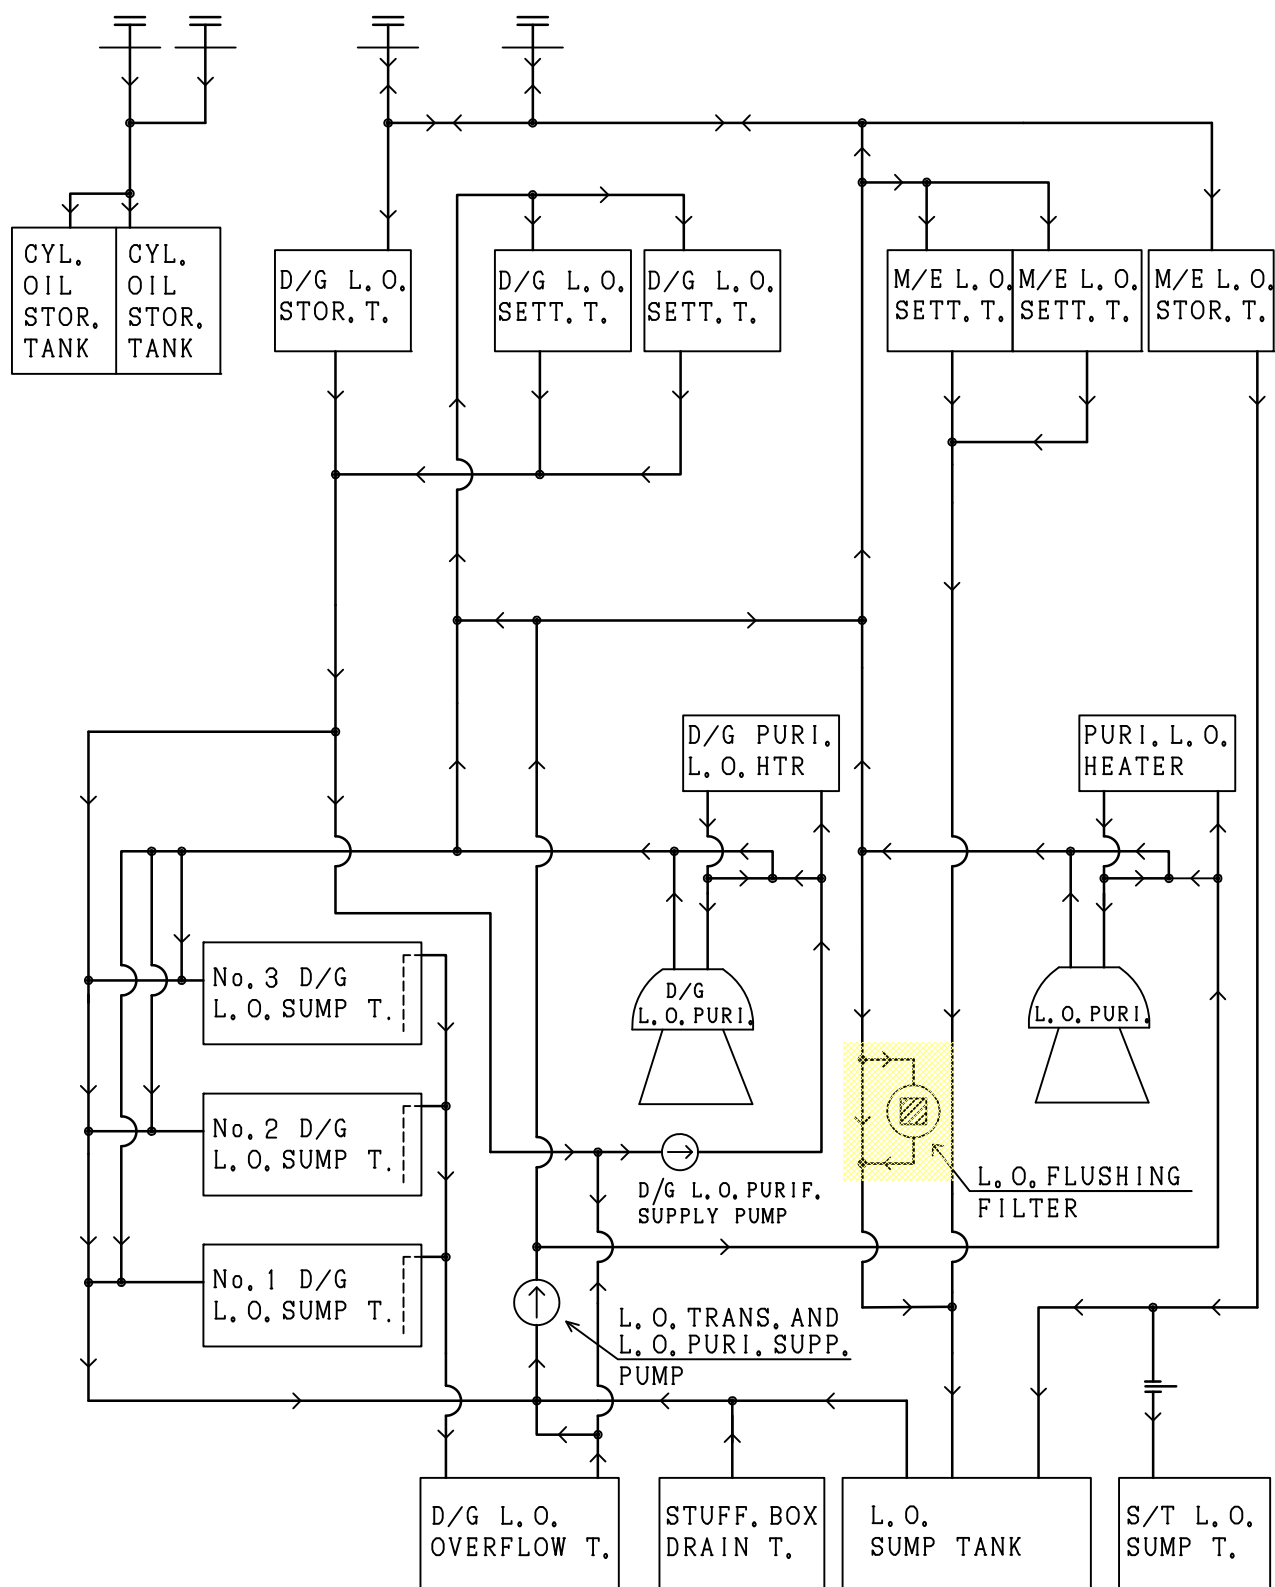 CYL.
OIL
STOR.
TANK
CYL.
OIL
STOR.
TANK
D/G L.O.
STOR.T.
D/G L.O.
SETT.T.
D/G L.O.
SETT.T.
M/E L.O.
SETT.T.
M/E L.O.
SETT.T.
M/E L.O.
STOR.T.
D/G PURI.
L.O.HTR
PURI.L.O.
HEATER
No.3 D/G
L.O.SUMP T.
D/G
L.O.PURI.
L.O.PURI.
No.2 D/G
L.O.SUMP T.
D/G L.O.PURIF.
SUPPLY PUMP
L.O.FLUSHING
FILTER
No.1 D/G
L.O.SUMP T.
L.O.TRANS.AND
L.O.PURI.SUPP.
PUMP
D/G L.O.
OVERFLOW T.
STUFF.BOX
DRAIN T.
L.O.
SUMP TANK
S/T L.O.
SUMP T.